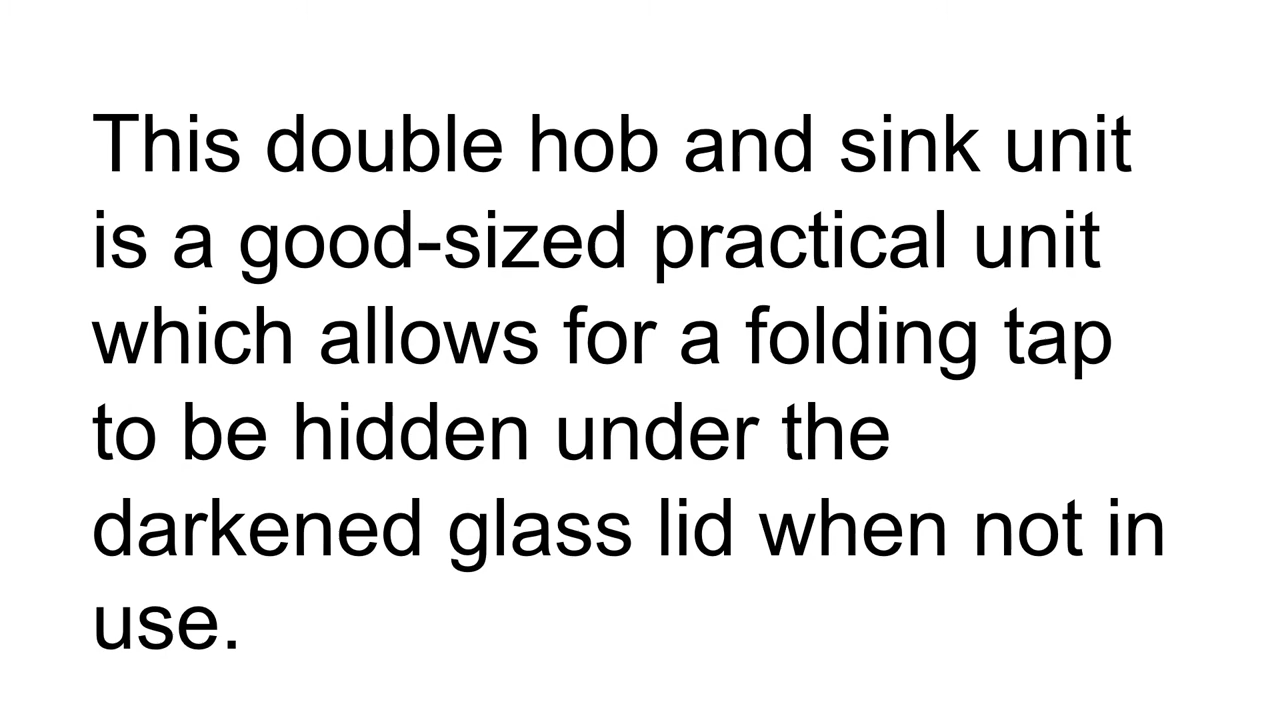 This double hob and sink unit
is a good-sized practical unit
which allows for a folding tap
to be hidden under the
darkened glass lid when not in
use.